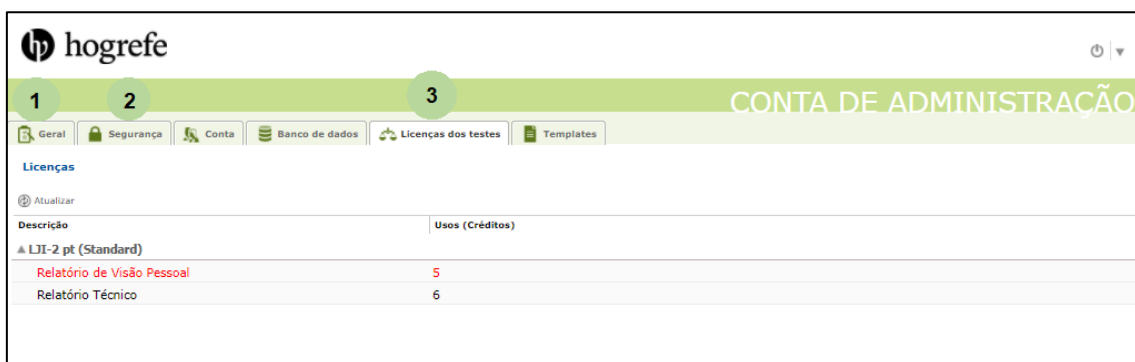 hp hogrefe
1 2 3
CONTA DE ADMINISTRAÇÃO
Geral Segurança Conta Banco de dados Licenças dos testes Templates
Licenças
Atualizar
Descrição Usos (Créditos)
LJI-2 pt (Standard)
Relatório de Visão Pessoal 5
Relatório Técnico 6